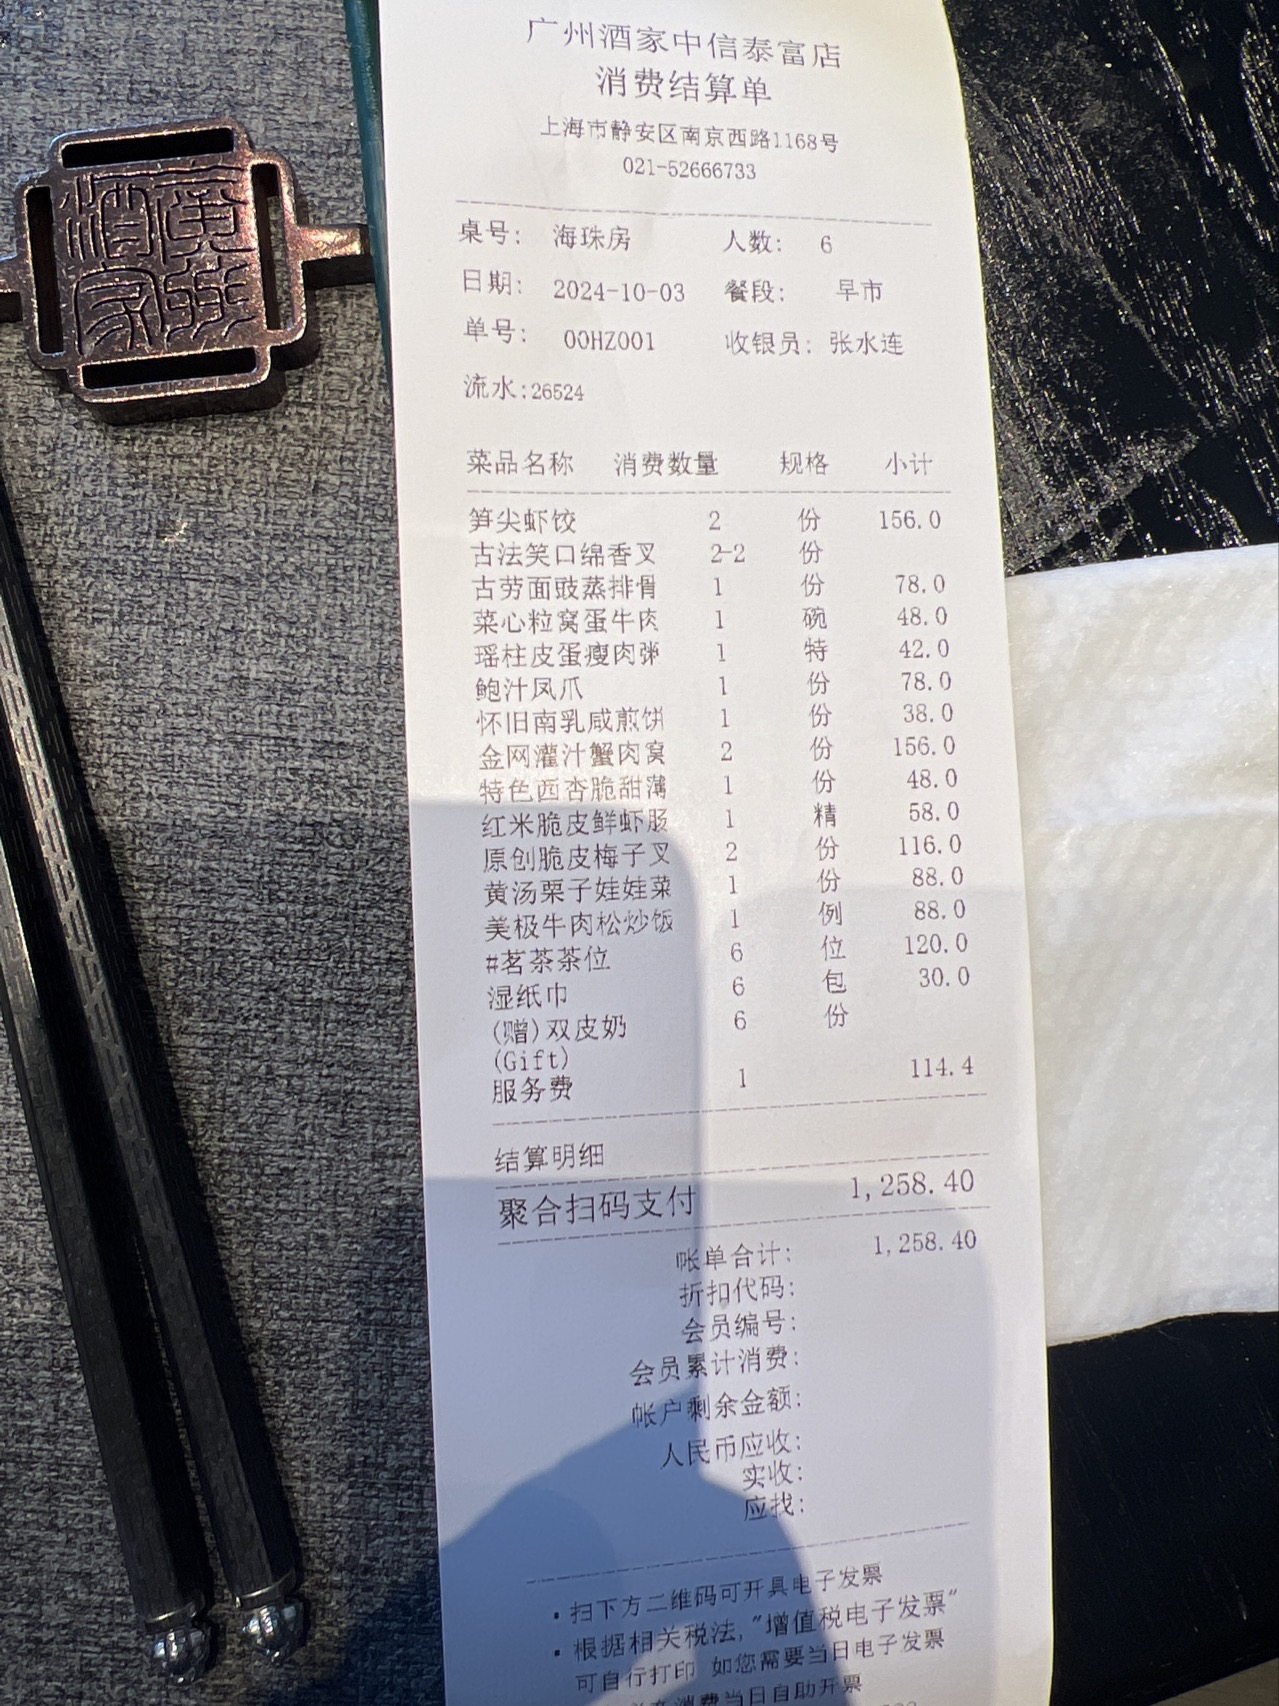 广州酒家中信泰富店
消费结算单
上海市静安区南京西路1168号
021-52666733
桌号： 海珠房 人数： 6
日期： 2024-10-03 餐段： 早市
单号： 00HZ001 收银员：张水连
流水：26524
菜品名称 消费数量 规格 小计
笋尖虾饺 2 份 156.0
古法笑口绵香叉 2-2 份
古劳面豉蒸排骨 1 份 78.0
菜心粒窝蛋牛肉 1 碗 48.0
瑶柱皮蛋瘦肉粥 1 特 42.0
鲍汁凤爪 1 份 78.0
怀旧南乳咸煎饼 1 份 38.0
金网灌汁蟹肉窝 2 份 156.0
特色西杏脆甜薄 1 份 48.0
红米脆皮鲜虾肠 1 精 58.0
原创脆皮梅子叉 2 份 116.0
黄汤栗子娃娃菜 1 份 88.0
美极牛肉松炒饭 1 例 88.0
#茗茶茶位 6 位 120.0
湿纸巾 6 包 30.0
(赠)双皮奶 6 份
(Gift)
服务费 1 114.4
结算明细
聚合扫码支付 1,258.40
帐单合计： 1,258.40
折扣代码：
会员编号：
会员累计消费：
帐户剩余金额：
人民币应收：
实收：
应找：
·扫下方二维码可开具电子发票
·根据相关税法，"增值税电子发票"
可自行打印 如您需要当日电子发票
消费当日自助开票
廣州
酒家